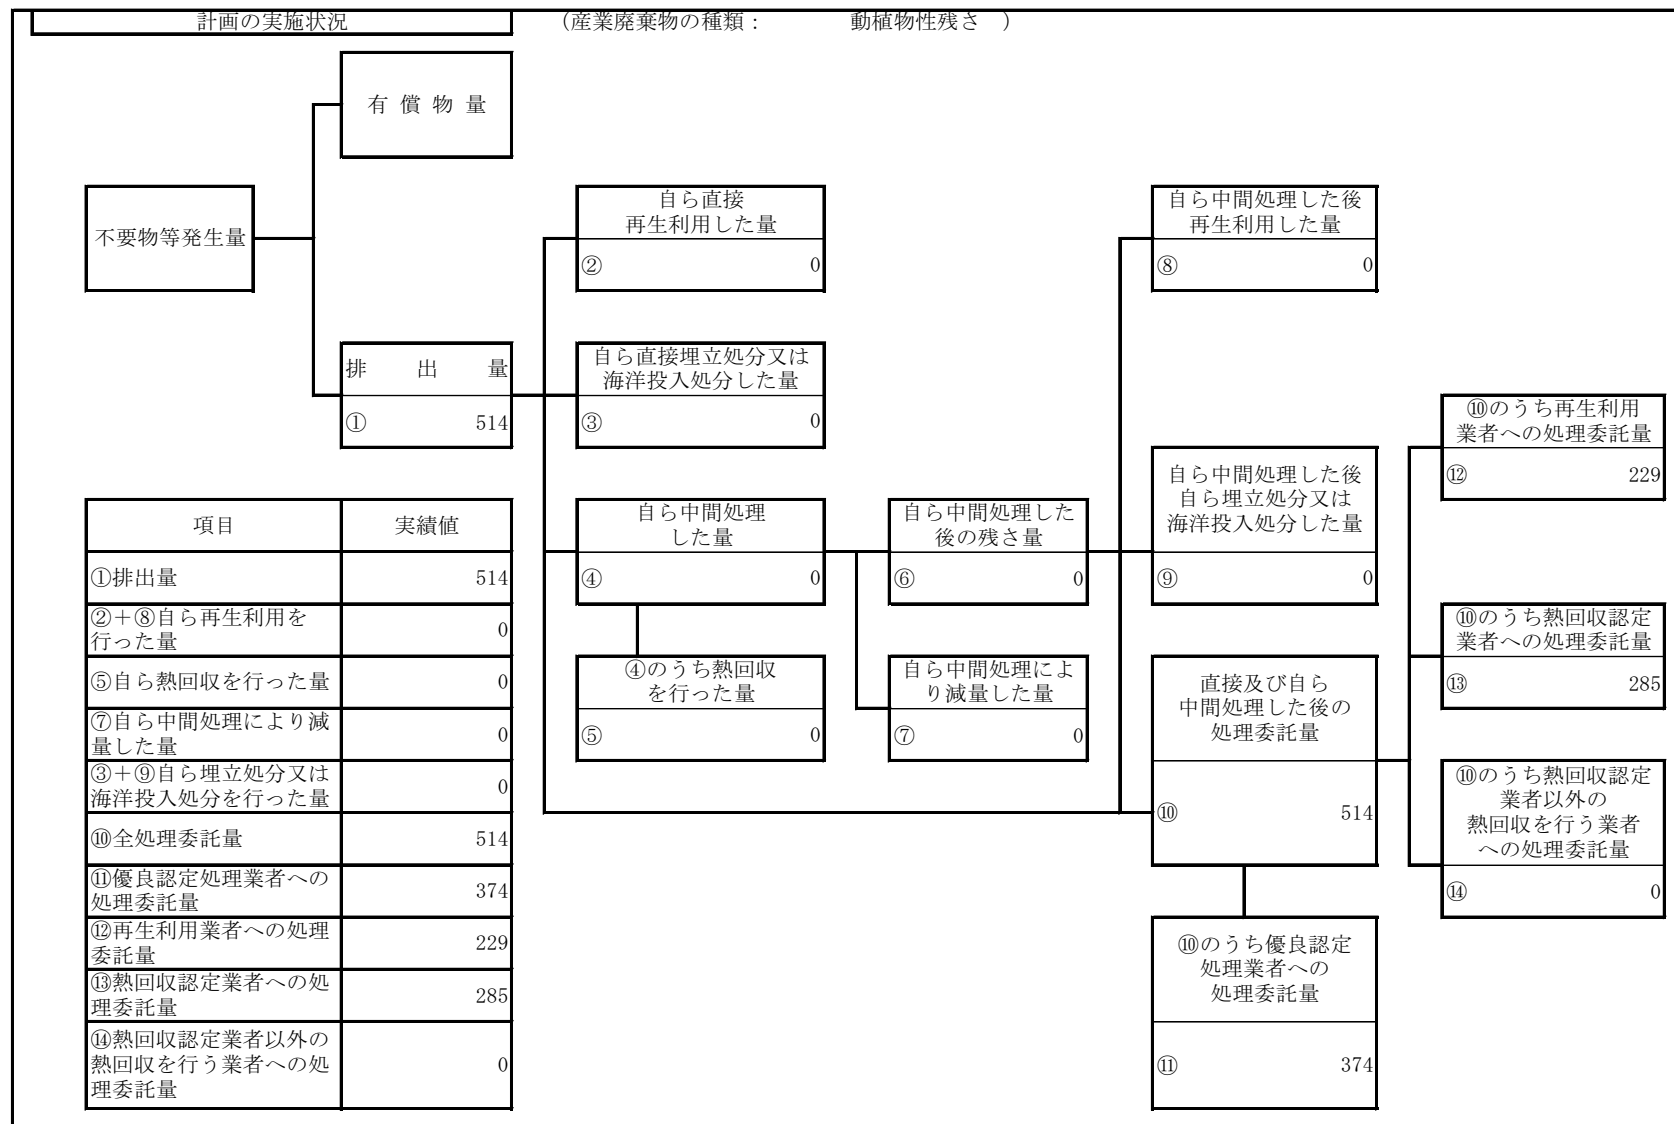 計画の実施状況
（産業廃棄物の種類： 動植物性残さ ）
有償物量
不要物等発生量
自ら直接
再生利用した量
② 0
自ら中間処理した後
再生利用した量
⑧ 0
排出量
① 514
自ら直接埋立処分又は
海洋投入処分した量
③ 0
⑩のうち再生利用
業者への処理委託量
⑫ 229
自ら中間処理
した量
④ 0
自ら中間処理した
後の残さ量
⑥ 0
自ら中間処理した後
自ら埋立処分又は
海洋投入処分した量
⑨ 0
⑩のうち熱回収認定
業者への処理委託量
⑬ 285
④のうち熱回収
を行った量
⑤ 0
自ら中間処理によ
り減量した量
⑦ 0
直接及び自ら
中間処理した後の
処理委託量
⑩ 514
⑩のうち熱回収認定
業者以外の
熱回収を行う業者
への処理委託量
⑭ 0
⑩のうち優良認定
処理業者への
処理委託量
⑪ 374
項目 実績値
①排出量 514
②＋⑧自ら再生利用を
行った量 0
⑤自ら熱回収を行った量 0
⑦自ら中間処理により減
量した量 0
③＋⑨自ら埋立処分又は
海洋投入処分を行った量 0
⑩全処理委託量 514
⑪優良認定処理業者への
処理委託量 374
⑫再生利用業者への処理
委託量 229
⑬熱回収認定業者への処
理委託量 285
⑭熱回収認定業者以外の
熱回収を行う業者への処
理委託量 0